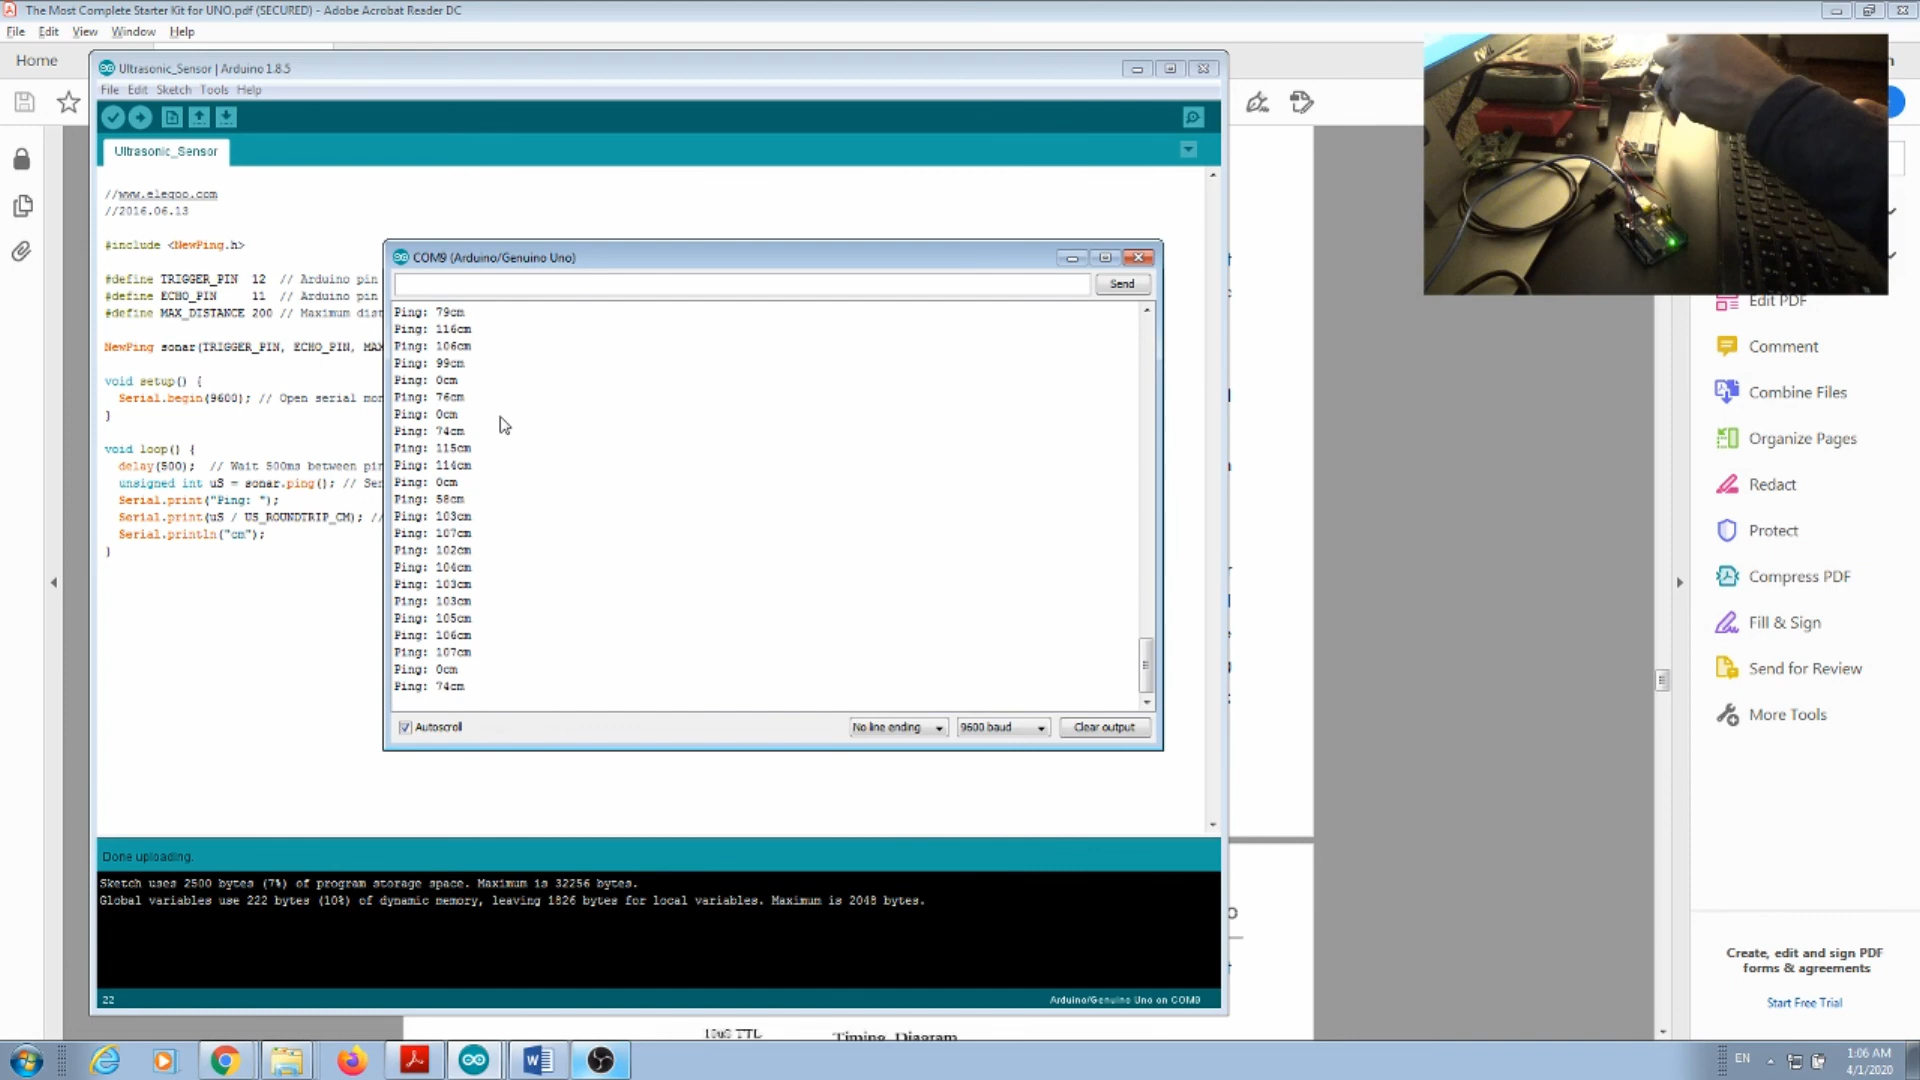 The Most Complete Starter Kit for UNO.pdf (SECURED) - Adobe Acrobat Reader DC
File Edit View Window Help
Home
Ultrasonic_Sensor | Arduino 1.8.5
File Edit Sketch Tools Help
Ultrasonic_Sensor
//www.elegoo.com
//2016.06.13
#include <NewPing.h>
#define TRIGGER_PIN 12 // Arduino pin
#define ECHO_PIN 11 // Arduino pin
#define MAX_DISTANCE 200 // Maximum dist
NewPing sonar(TRIGGER_PIN, ECHO_PIN, MAX
void setup() {
Serial.begin(9600); // Open serial mon
}
void loop() {
delay(500); // Wait 500ms between pin
unsigned int uS = sonar.ping(); // Sen
Serial.print("Ping: ");
Serial.print(uS / US_ROUNDTRIP_CM); //
Serial.println("cm");
}
COM9 (Arduino/Genuino Uno)
Send
Ping: 79cm
Ping: 116cm
Ping: 106cm
Ping: 99cm
Ping: 0cm
Ping: 76cm
Ping: 0cm
Ping: 74cm
Ping: 115cm
Ping: 114cm
Ping: 0cm
Ping: 58cm
Ping: 103cm
Ping: 107cm
Ping: 102cm
Ping: 104cm
Ping: 103cm
Ping: 103cm
Ping: 105cm
Ping: 106cm
Ping: 107cm
Ping: 0cm
Ping: 74cm
Autoscroll
No line ending
9600 baud
Clear output
Done uploading.
Sketch uses 2500 bytes (7%) of program storage space. Maximum is 32256 bytes.
Global variables use 222 bytes (10%) of dynamic memory, leaving 1826 bytes for local variables. Maximum is 2048 bytes.
22
Arduino/Genuino Uno on COM9
10uS TTL
Timing Diagram
Edit PDF
Comment
Combine Files
Organize Pages
Redact
Protect
Compress PDF
Fill & Sign
Send for Review
More Tools
Create, edit and sign PDF
forms & agreements
Start Free Trial
EN
1:06 AM
4/1/2020